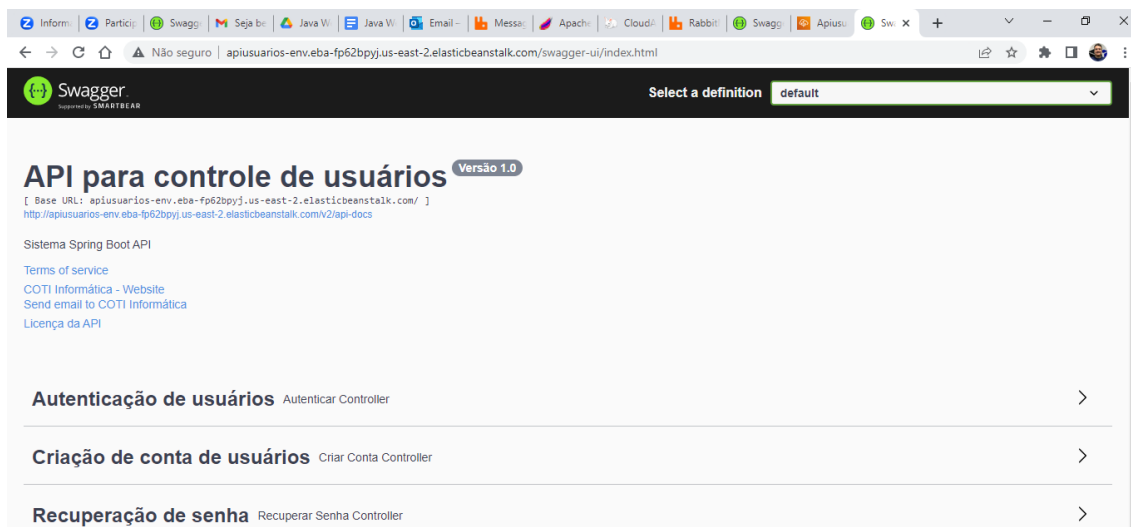 Inform
Particip
Swagg
Seja be
Java W
Java W
Email -
Messag
Apache
CloudA
Rabbit
Swagg
Apiusu
Sw
Não seguro
apiusuarios-env.eba-fp62bpyj.us-east-2.elasticbeanstalk.com/swagger-ui/index.html
Swagger.
Supported by SMARTBEAR
Select a definition
default
API para controle de usuários Versão 1.0
[ Base URL: apiusuarios-env.eba-fp62bpyj.us-east-2.elasticbeanstalk.com/ ]
http://apiusuarios-env.eba-fp62bpyj.us-east-2.elasticbeanstalk.com/v2/api-docs
Sistema Spring Boot API
Terms of service
COTI Informática - Website
Send email to COTI Informática
Licença da API
Autenticação de usuários Autenticar Controller
Criação de conta de usuários Criar Conta Controller
Recuperação de senha Recuperar Senha Controller